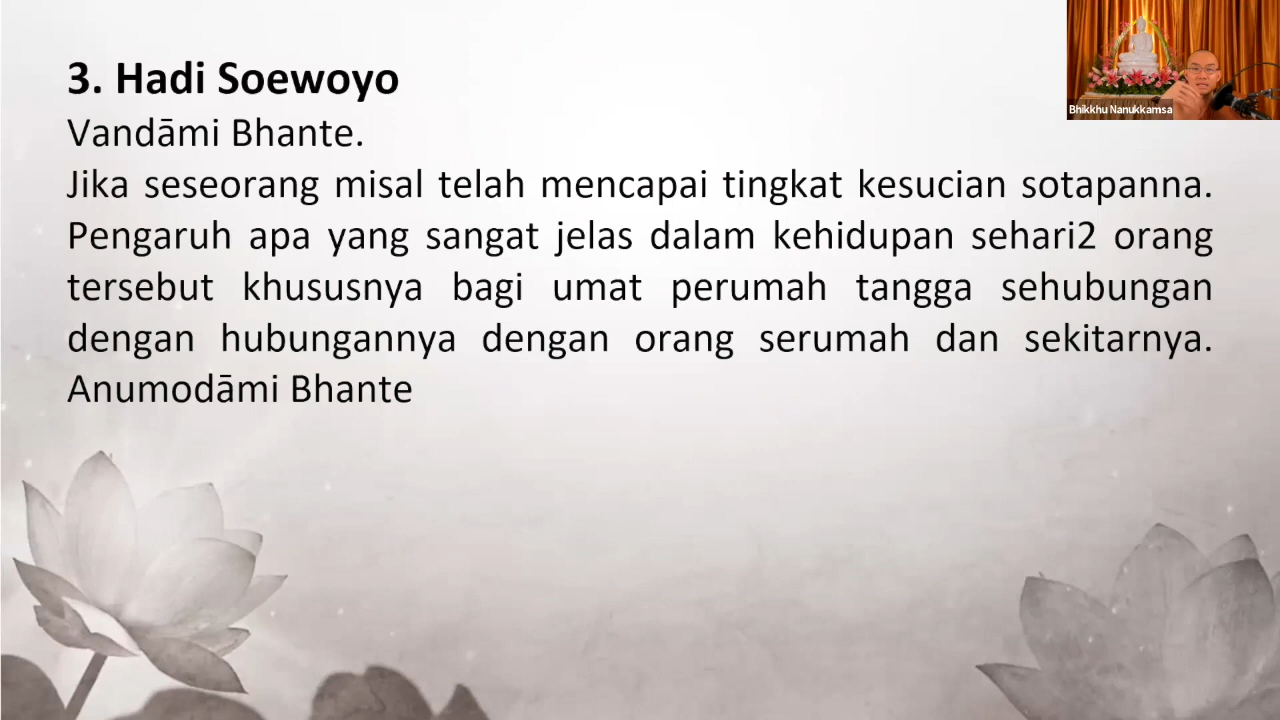 3. Hadi Soewoyo
Vandāmi Bhante.
Jika seseorang misal telah mencapai tingkat kesucian sotapanna.
Pengaruh apa yang sangat jelas dalam kehidupan sehari2 orang
tersebut khususnya bagi umat perumah tangga sehubungan
dengan hubungannya dengan orang serumah dan sekitarnya.
Anumodāmi Bhante
Bhikkhu Nanukkamsa